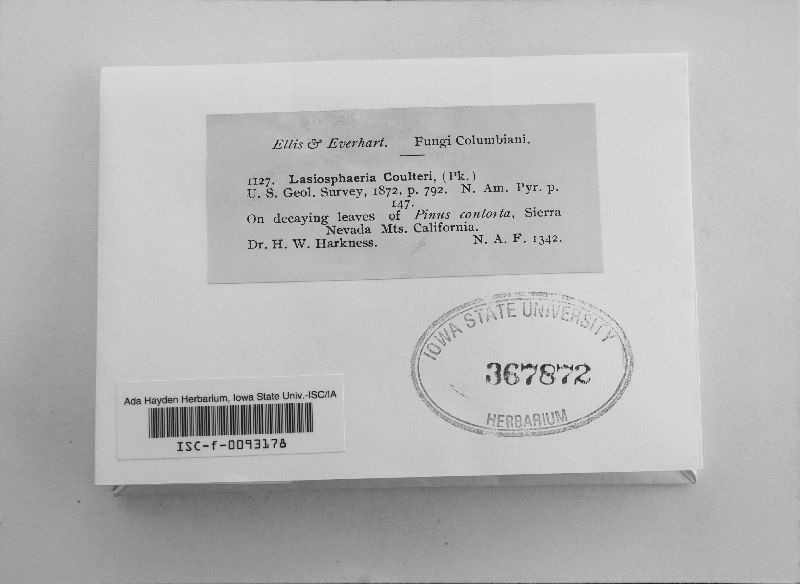 Ellis & Everhart. Fungi Columbiani.
1127. Lasiosphaeria Coulteri, (Pk.)
U. S. Geol. Survey, 1872, p. 792. N. Am. Pyr. p.
147.
On decaying leaves of Pinus contorta, Sierra
Nevada Mts. California.
Dr. H. W. Harkness. N. A. F. 1342.
IOWA STATE UNIVERSITY
367872
HERBARIUM
Ada Hayden Herbarium, Iowa State Univ.-ISC/IA
ISC-f-0093178